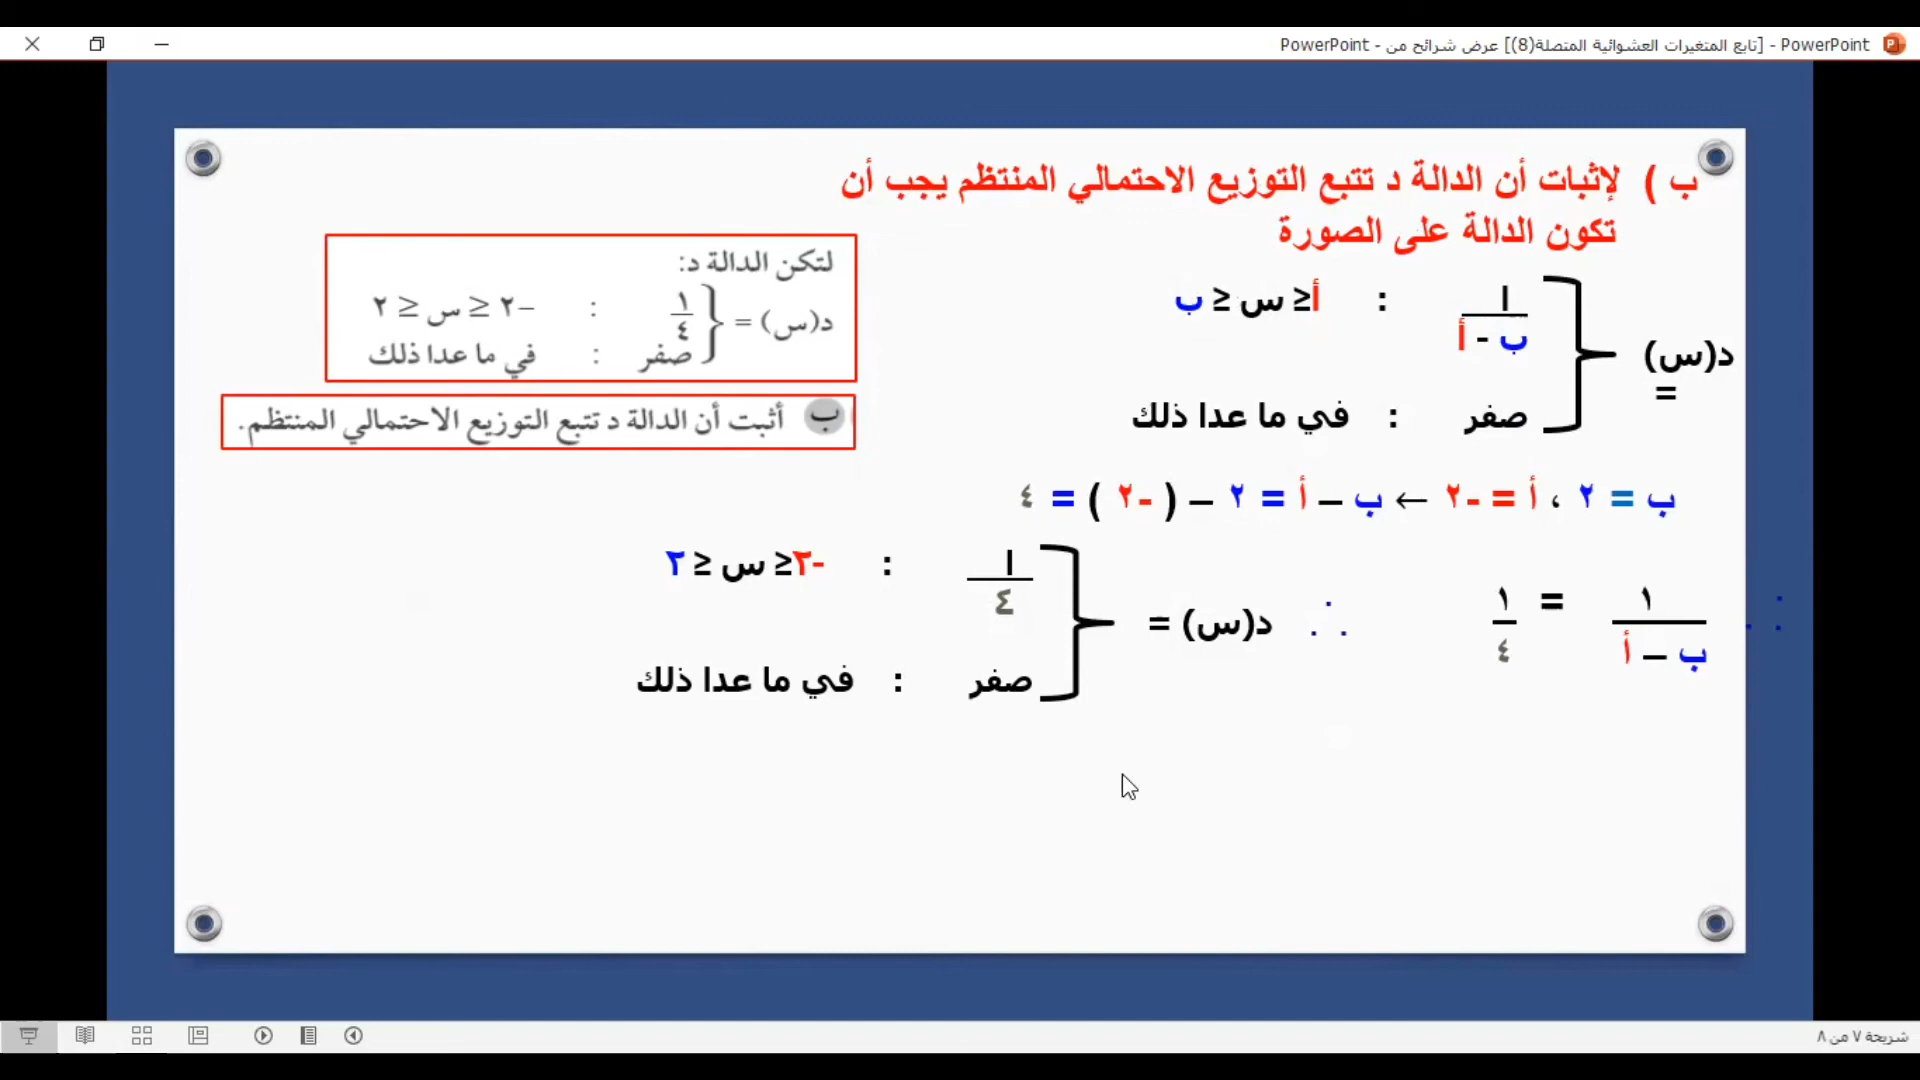 PowerPoint - [تابع المتغيرات العشوائية المتصلة(8)] عرض شرائح من - PowerPoint
ب ) لإثبات أن الدالة د تتبع التوزيع الاحتمالي المنتظم يجب أن
تكون الدالة على الصورة
د(س) =
ا / ب - أ : أ≤ س ≤ ب
صفر : في ما عدا ذلك
لتكن الدالة د:
د(س) = { ١/٤ : –٢ ≤ س ≤ ٢
صفر : في ما عدا ذلك
ب أثبت أن الدالة د تتبع التوزيع الاحتمالي المنتظم.
ب = ٢ ، أ = -٢ ← ب – أ = ٢ – ( -٢ ) = ٤
∴ ١ / ب – أ = ١ / ٤
∴ د(س) =
ا / ٤ : -٢≤ س ≤ ٢
صفر : في ما عدا ذلك
شريحة ٧ من ٨